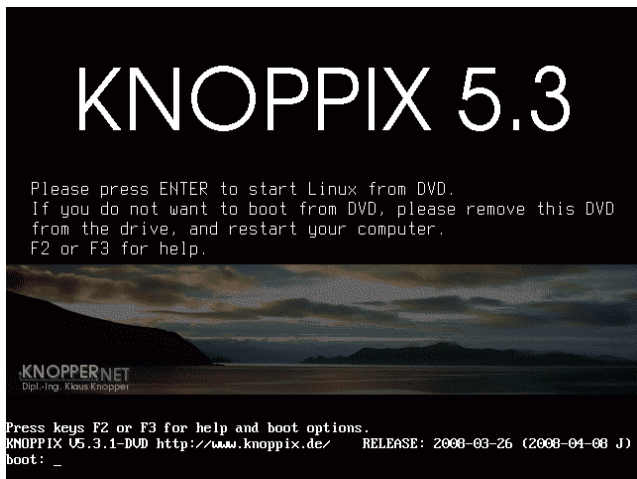 KNOPPIX 5.3
Please press ENTER to start Linux from DVD.
If you do not want to boot from DVD, please remove this DVD
from the drive, and restart your computer.
F2 or F3 for help.
KNOPPER.NET
Dipl.-Ing. Klaus Knopper
Press keys F2 or F3 for help and boot options.
KNOPPIX V5.3.1-DVD http://www.knoppix.de/ RELEASE: 2008-03-26 (2008-04-08 J)
boot: _